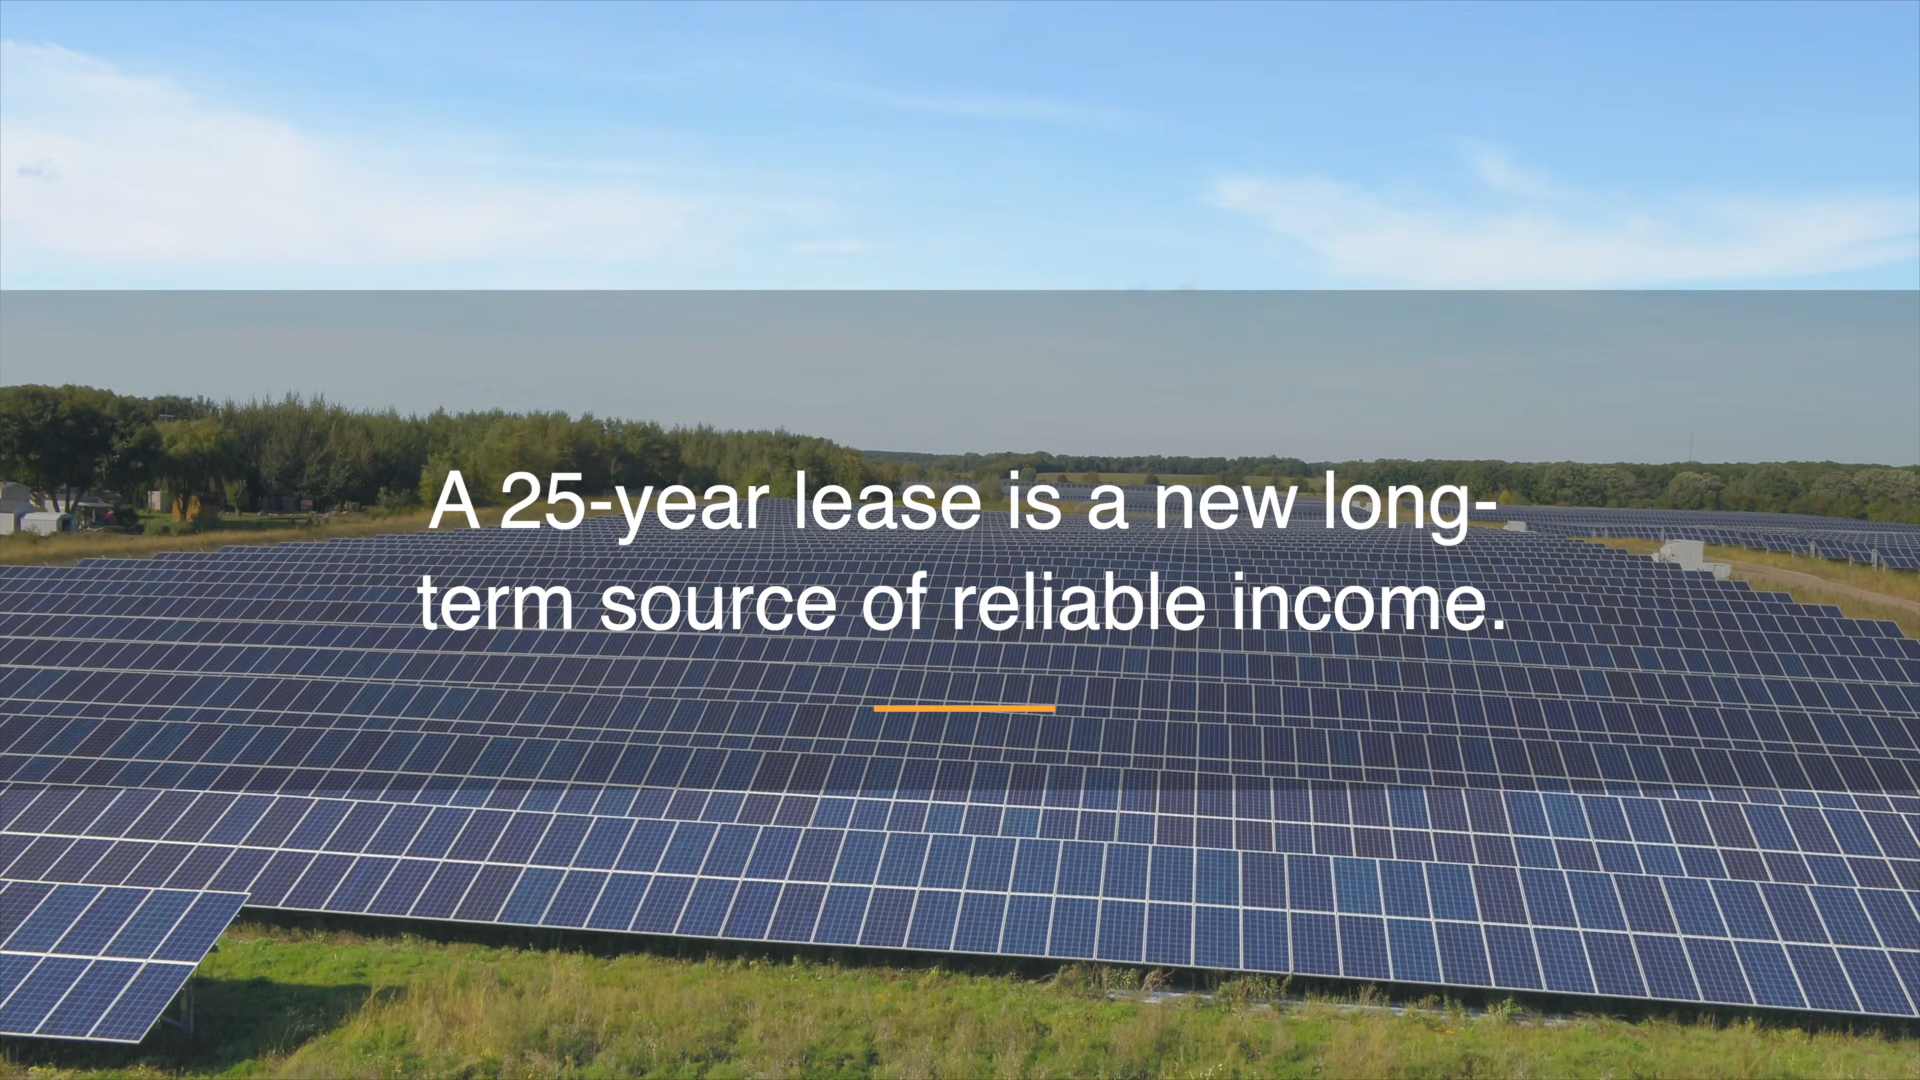 A 25-year lease is a new long-
term source of reliable income.